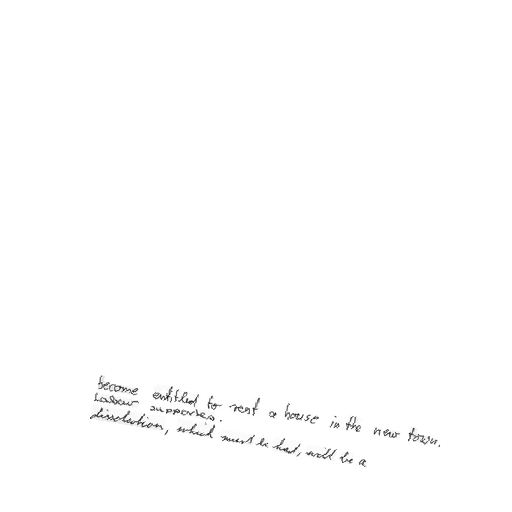 become entitled to rent a house in the new town.
Labour supporters.
dissolution, which must be had, will be a